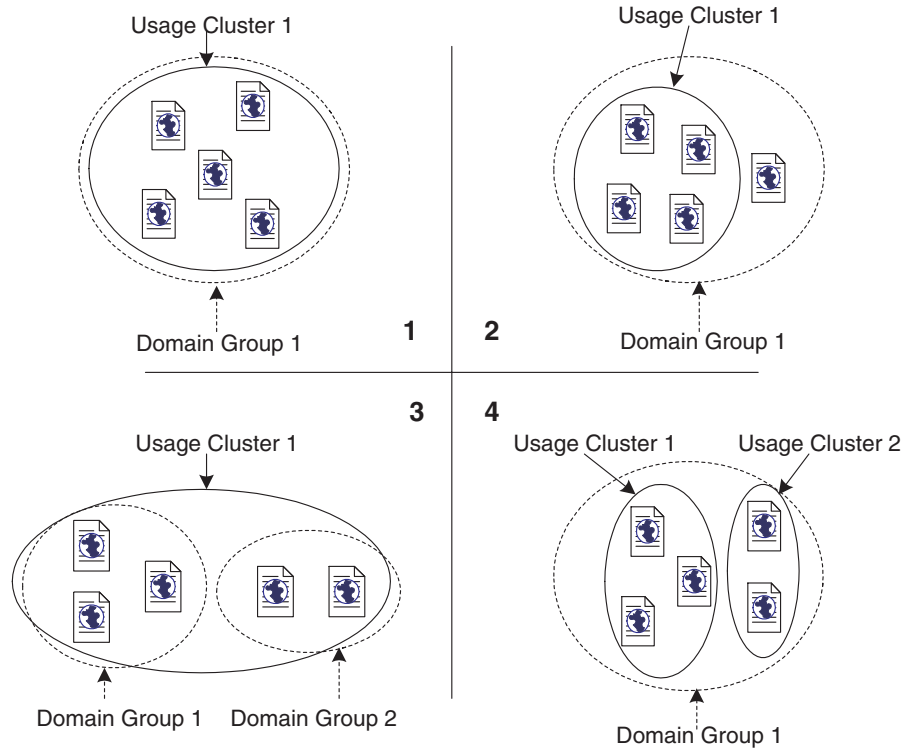 Usage Cluster 1
Domain Group 1
1
Usage Cluster 1
Domain Group 1
2
3
Usage Cluster 1
Domain Group 1
Domain Group 2
4
Usage Cluster 1
Usage Cluster 2
Domain Group 1